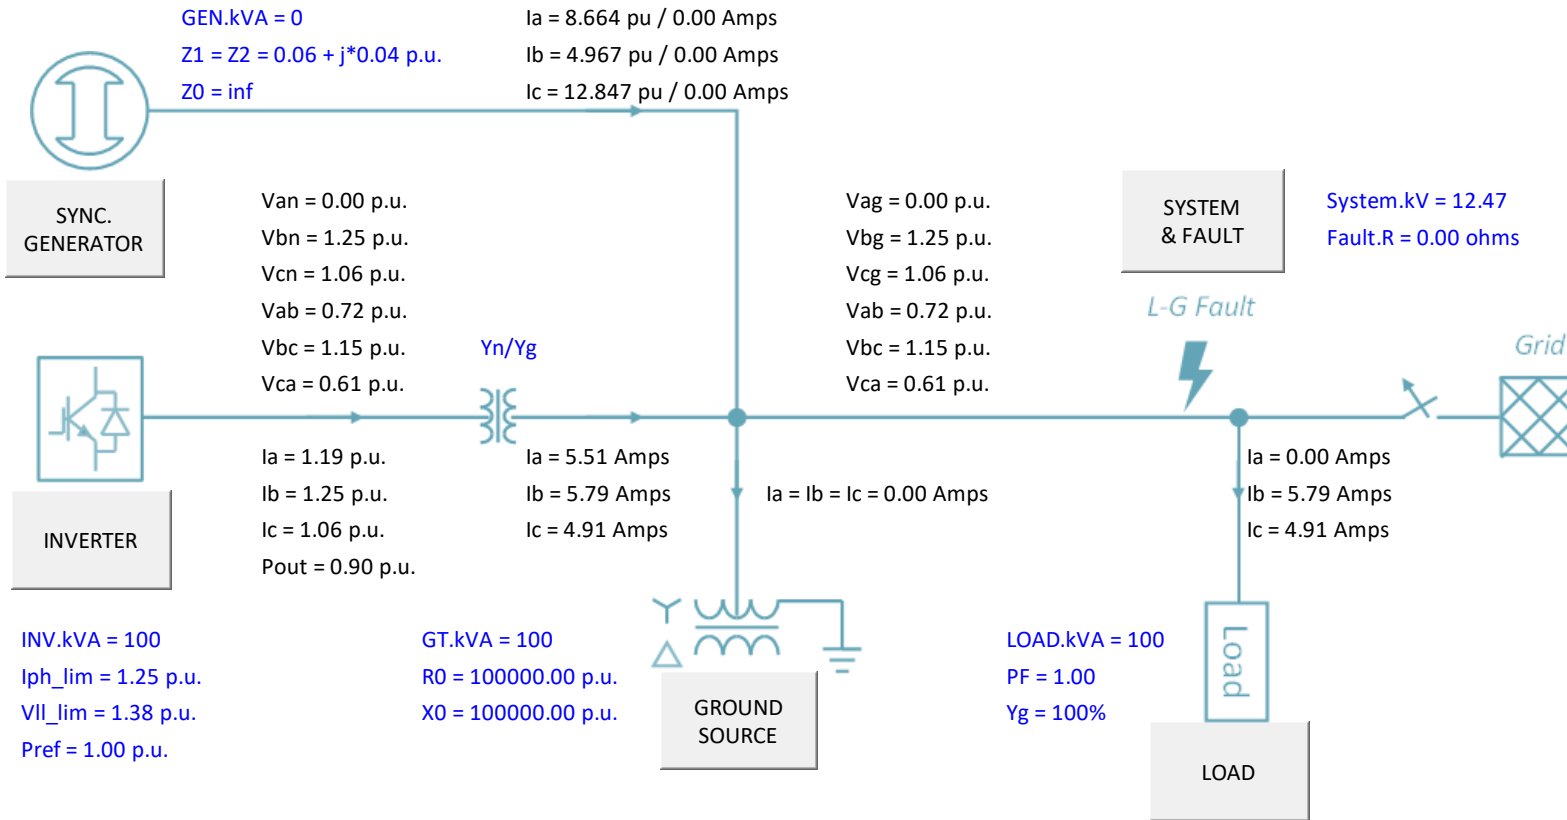 GEN.kVA = 0
Z1 = Z2 = 0.06 + j*0.04 p.u.
Z0 = inf
Ia = 8.664 pu / 0.00 Amps
Ib = 4.967 pu / 0.00 Amps
Ic = 12.847 pu / 0.00 Amps
SYNC.
GENERATOR
Van = 0.00 p.u.
Vbn = 1.25 p.u.
Vcn = 1.06 p.u.
Vab = 0.72 p.u.
Vbc = 1.15 p.u.
Vca = 0.61 p.u.
Yn/Yg
Vag = 0.00 p.u.
Vbg = 1.25 p.u.
Vcg = 1.06 p.u.
Vab = 0.72 p.u.
Vbc = 1.15 p.u.
Vca = 0.61 p.u.
SYSTEM
& FAULT
System.kV = 12.47
Fault.R = 0.00 ohms
L-G Fault
Grid
INVERTER
Ia = 1.19 p.u.
Ib = 1.25 p.u.
Ic = 1.06 p.u.
Pout = 0.90 p.u.
Ia = 5.51 Amps
Ib = 5.79 Amps
Ic = 4.91 Amps
Ia = Ib = Ic = 0.00 Amps
Ia = 0.00 Amps
Ib = 5.79 Amps
Ic = 4.91 Amps
INV.kVA = 100
Iph_lim = 1.25 p.u.
Vll_lim = 1.38 p.u.
Pref = 1.00 p.u.
GT.kVA = 100
R0 = 100000.00 p.u.
X0 = 100000.00 p.u.
GROUND
SOURCE
LOAD.kVA = 100
PF = 1.00
Yg = 100%
Load
LOAD